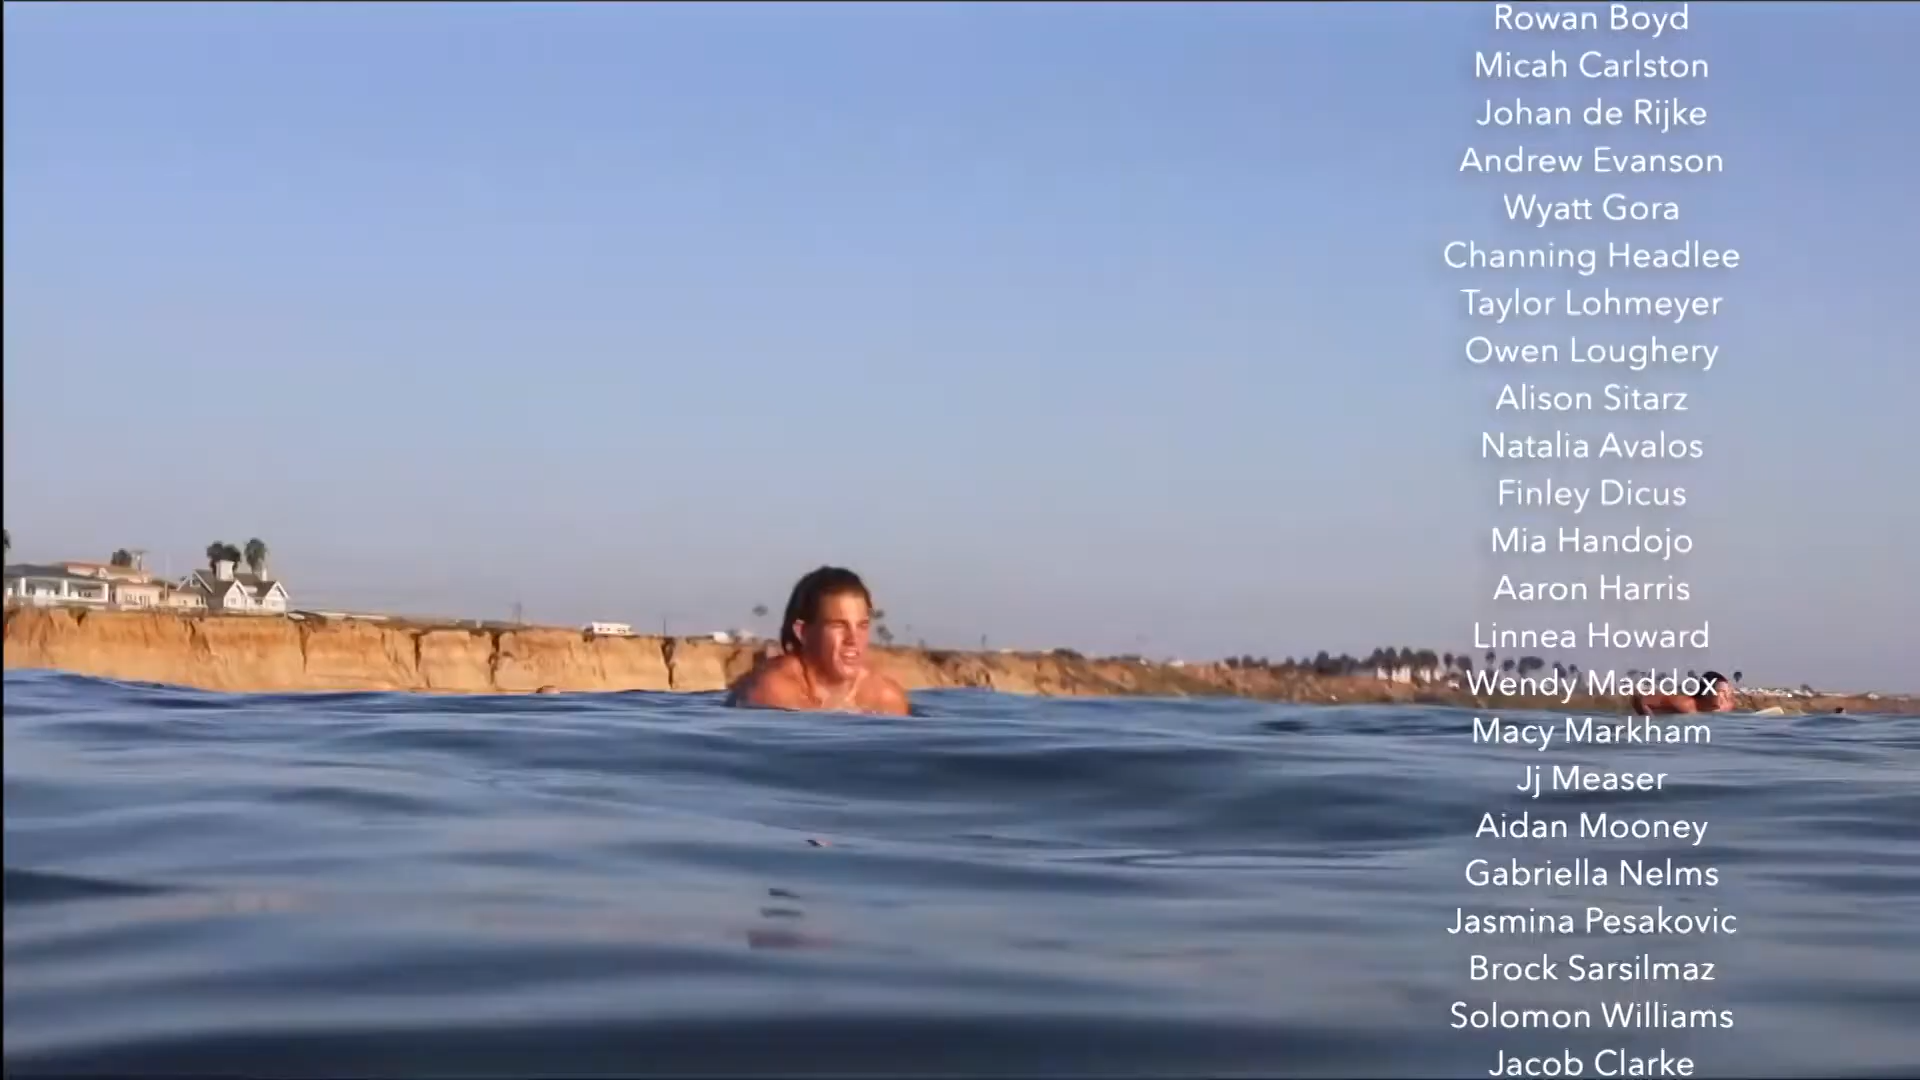 Rowan Boyd
Micah Carlston
Johan de Rijke
Andrew Evanson
Wyatt Gora
Channing Headlee
Taylor Lohmeyer
Owen Loughery
Alison Sitarz
Natalia Avalos
Finley Dicus
Mia Handojo
Aaron Harris
Linnea Howard
Wendy Maddox
Macy Markham
Jj Measer
Aidan Mooney
Gabriella Nelms
Jasmina Pesakovic
Brock Sarsilmaz
Solomon Williams
Jacob Clarke